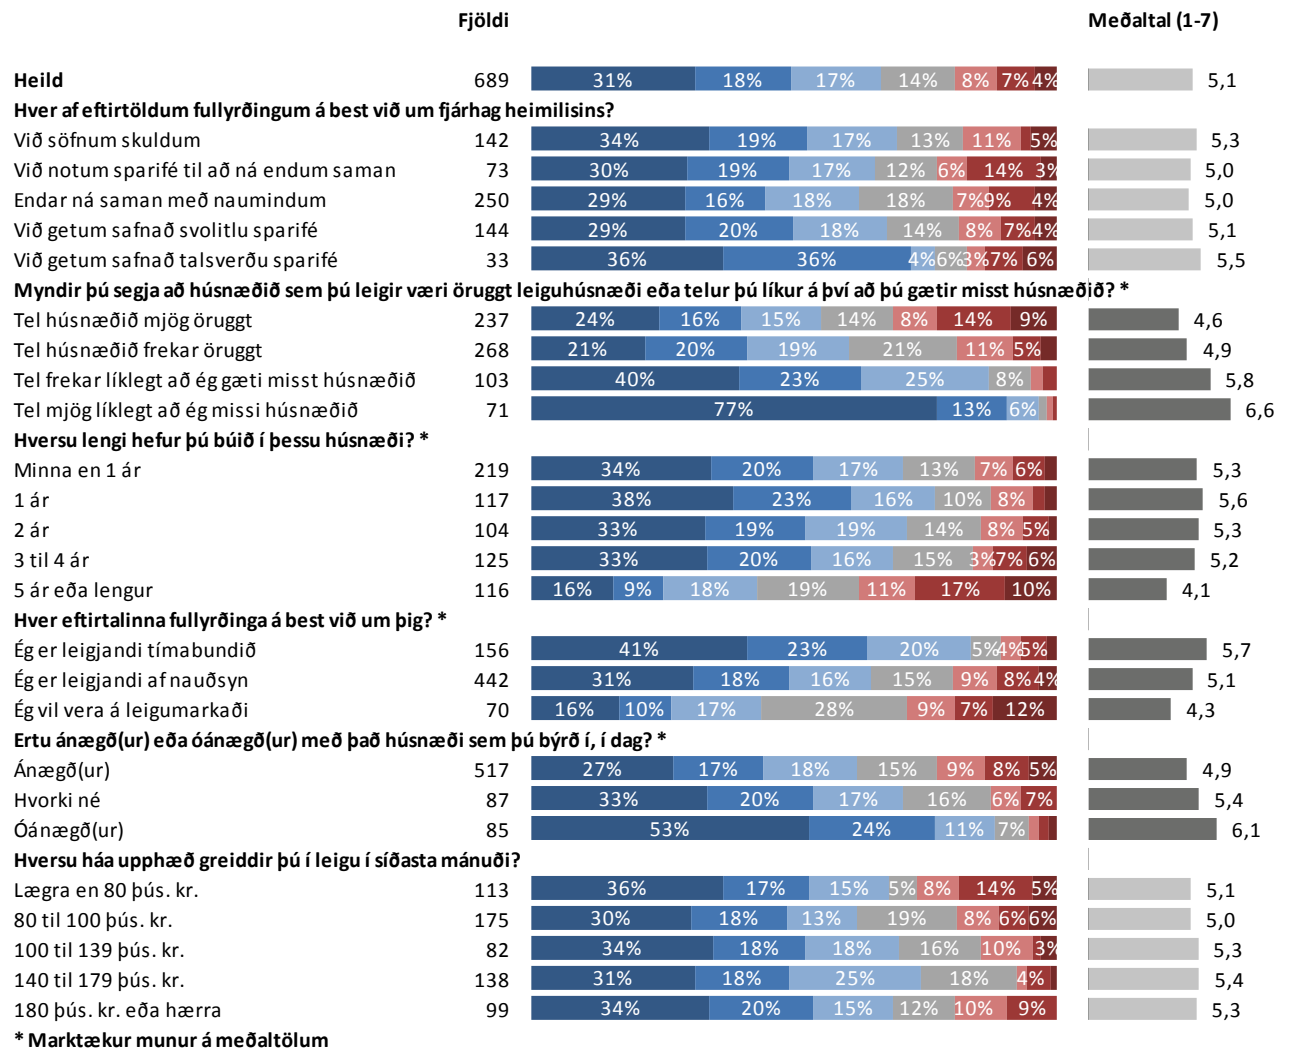 Fjöldi Meðaltal (1-7)
Heild 689 31% 18% 17% 14% 8% 7% 4% 5,1
Hver af eftirtöldum fullyrðingum á best við um fjárhag heimilisins?
Við söfnum skuldum 142 34% 19% 17% 13% 11% 5% 5,3
Við notum sparifé til að ná endum saman 73 30% 19% 17% 12% 6% 14% 3% 5,0
Endar ná saman með naumindum 250 29% 16% 18% 18% 7% 9% 4% 5,0
Við getum safnað svolitlu sparifé 144 29% 20% 18% 14% 8% 7% 4% 5,1
Við getum safnað talsverðu sparifé 33 36% 36% 4% 6% 3% 7% 6% 5,5
Myndir þú segja að húsnæðið sem þú leigir væri öruggt leiguhúsnæði eða telur þú líkur á því að þú gætir misst húsnæðið? *
Tel húsnæðið mjög öruggt 237 24% 16% 15% 14% 8% 14% 9% 4,6
Tel húsnæðið frekar öruggt 268 21% 20% 19% 21% 11% 5% 4,9
Tel frekar líklegt að ég gæti misst húsnæðið 103 40% 23% 25% 8% 5,8
Tel mjög líklegt að ég missi húsnæðið 71 77% 13% 6% 6,6
Hversu lengi hefur þú búið í þessu húsnæði? *
Minna en 1 ár 219 34% 20% 17% 13% 7% 6% 5,3
1 ár 117 38% 23% 16% 10% 8% 5,6
2 ár 104 33% 19% 19% 14% 8% 5% 5,3
3 til 4 ár 125 33% 20% 16% 15% 3% 7% 6% 5,2
5 ár eða lengur 116 16% 9% 18% 19% 11% 17% 10% 4,1
Hver eftirtalinna fullyrðinga á best við um þig? *
Ég er leigjandi tímabundið 156 41% 23% 20% 5% 4% 5% 5,7
Ég er leigjandi af nauðsyn 442 31% 18% 16% 15% 9% 8% 4% 5,1
Ég vil vera á leigumarkaði 70 16% 10% 17% 28% 9% 7% 12% 4,3
Ertu ánægð(ur) eða óánægð(ur) með það húsnæði sem þú býrð í, í dag? *
Ánægð(ur) 517 27% 17% 18% 15% 9% 8% 5% 4,9
Hvorki né 87 33% 20% 17% 16% 6% 7% 5,4
Óánægð(ur) 85 53% 24% 11% 7% 6,1
Hversu háa upphæð greiddir þú í leigu í síðasta mánuði?
Lægra en 80 þús. kr. 113 36% 17% 15% 5% 8% 14% 5% 5,1
80 til 100 þús. kr. 175 30% 18% 13% 19% 8% 6% 6% 5,0
100 til 139 þús. kr. 82 34% 18% 18% 16% 10% 3% 5,3
140 til 179 þús. kr. 138 31% 18% 25% 18% 4% 5,4
180 þús. kr. eða hærra 99 34% 20% 15% 12% 10% 9% 5,3
* Marktækur munur á meðaltölum